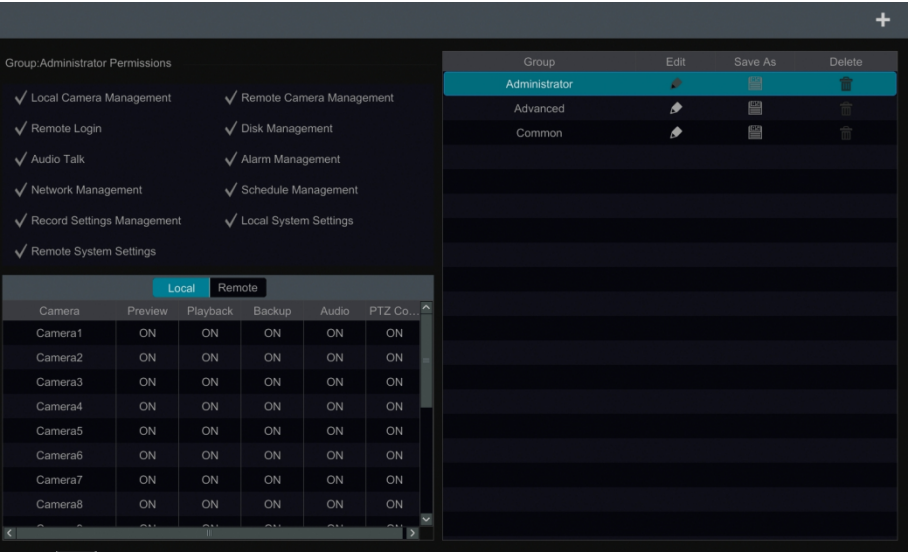 Group:Administrator Permissions
Local Camera Management Remote Camera Management
Remote Login Disk Management
Audio Talk Alarm Management
Network Management Schedule Management
Record Settings Management Local System Settings
Remote System Settings
Local Remote
Camera Preview Playback Backup Audio PTZ Co...
Camera1 ON ON ON ON ON
Camera2 ON ON ON ON ON
Camera3 ON ON ON ON ON
Camera4 ON ON ON ON ON
Camera5 ON ON ON ON ON
Camera6 ON ON ON ON ON
Camera7 ON ON ON ON ON
Camera8 ON ON ON ON ON
Group Edit Save As Delete
Administrator
Advanced
Common